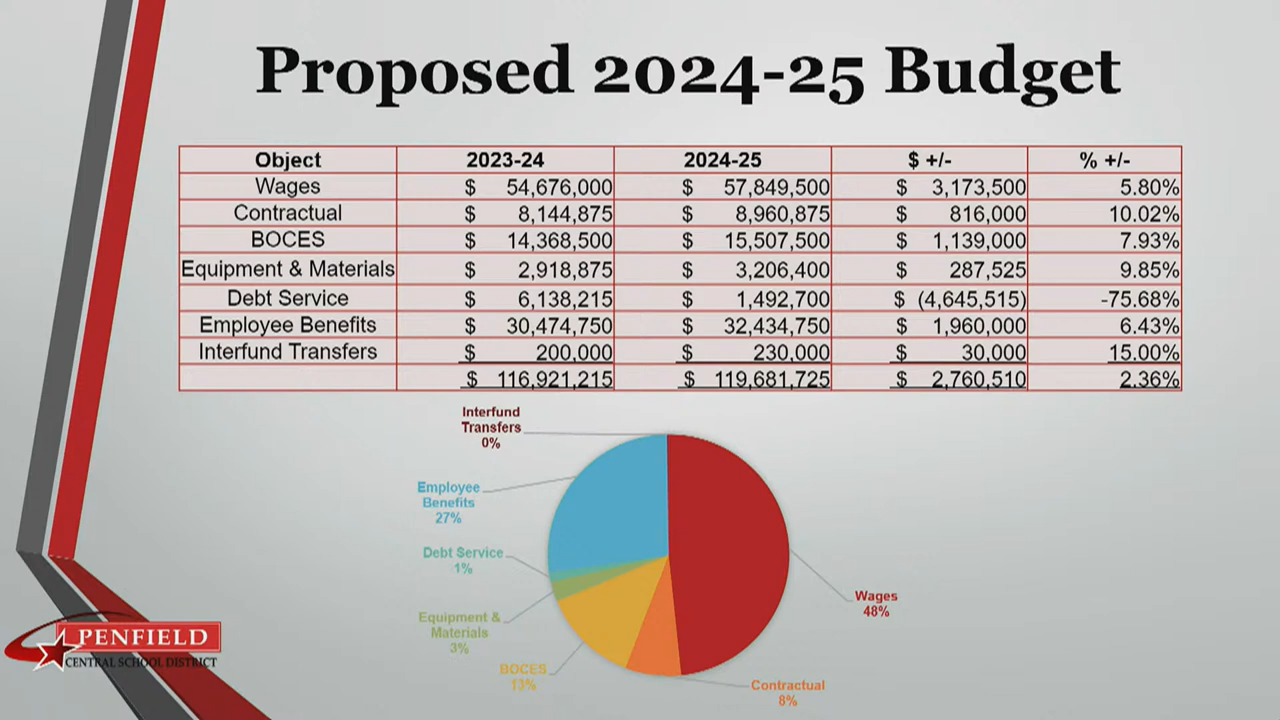 Proposed 2024-25 Budget
Object 2023-24 2024-25 $ +/- % +/-
Wages $ 54,676,000 $ 57,849,500 $ 3,173,500 5.80%
Contractual $ 8,144,875 $ 8,960,875 $ 816,000 10.02%
BOCES $ 14,368,500 $ 15,507,500 $ 1,139,000 7.93%
Equipment & Materials $ 2,918,875 $ 3,206,400 $ 287,525 9.85%
Debt Service $ 6,138,215 $ 1,492,700 $ (4,645,515) -75.68%
Employee Benefits $ 30,474,750 $ 32,434,750 $ 1,960,000 6.43%
Interfund Transfers $ 200,000 $ 230,000 $ 30,000 15.00%
$ 116,921,215 $ 119,681,725 $ 2,760,510 2.36%
Interfund
Transfers
0%
Employee
Benefits
27%
Debt Service
1%
Equipment &
Materials
3%
BOCES
13%
Contractual
8%
Wages
48%
PENFIELD
CENTRAL SCHOOL DISTRICT